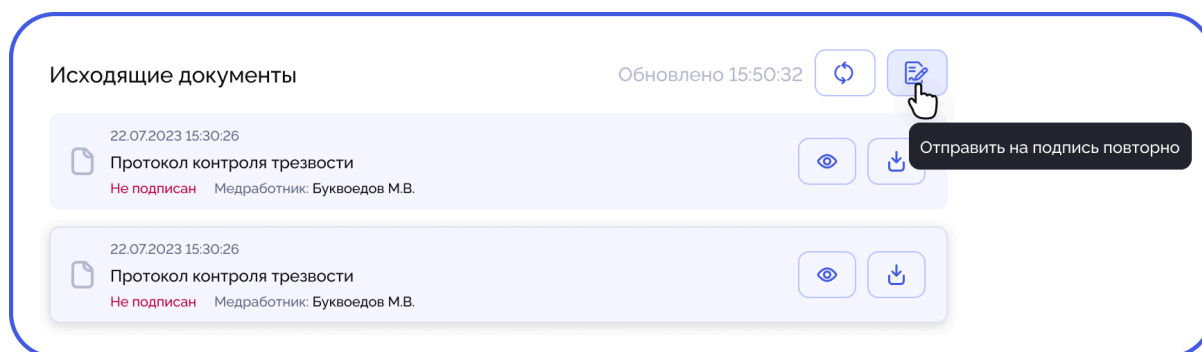 Исходящие документы
Обновлено 15:50:32
Отправить на подпись повторно
22.07.2023 15:30:26
Протокол контроля трезвости
Не подписан Медработник: Буквоедов М.В.
22.07.2023 15:30:26
Протокол контроля трезвости
Не подписан Медработник: Буквоедов М.В.